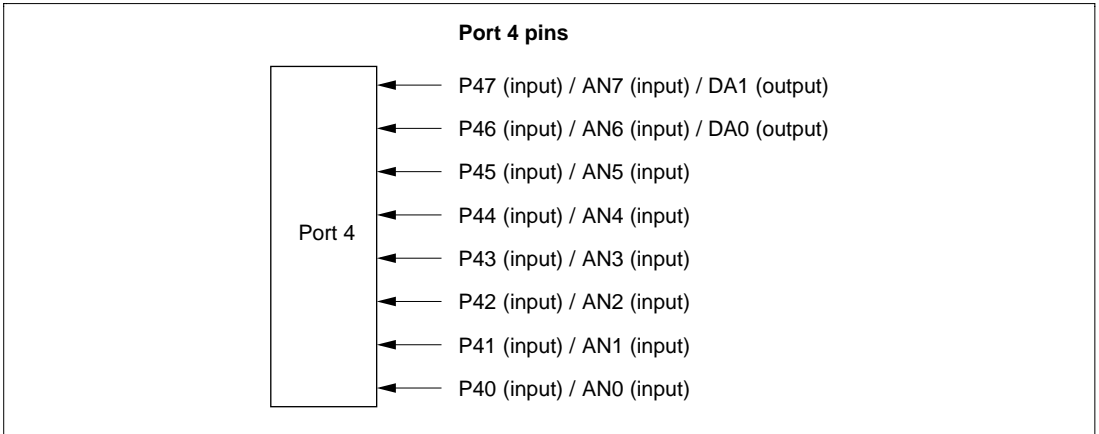 Port 4 pins
P47 (input) / AN7 (input) / DA1 (output)
P46 (input) / AN6 (input) / DA0 (output)
P45 (input) / AN5 (input)
P44 (input) / AN4 (input)
Port 4
P43 (input) / AN3 (input)
P42 (input) / AN2 (input)
P41 (input) / AN1 (input)
P40 (input) / AN0 (input)